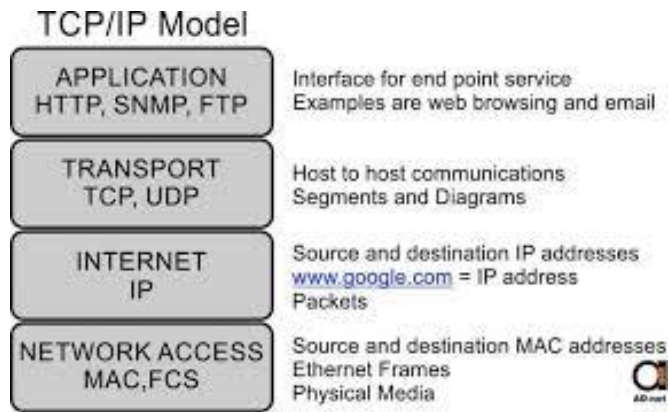 TCP/IP Model
APPLICATION
HTTP, SNMP, FTP
Interface for end point service
Examples are web browsing and email
TRANSPORT
TCP, UDP
Host to host communications
Segments and Diagrams
INTERNET
IP
Source and destination IP addresses
www.google.com = IP address
Packets
NETWORK ACCESS
MAC,FCS
Source and destination MAC addresses
Ethernet Frames
Physical Media
AD-net